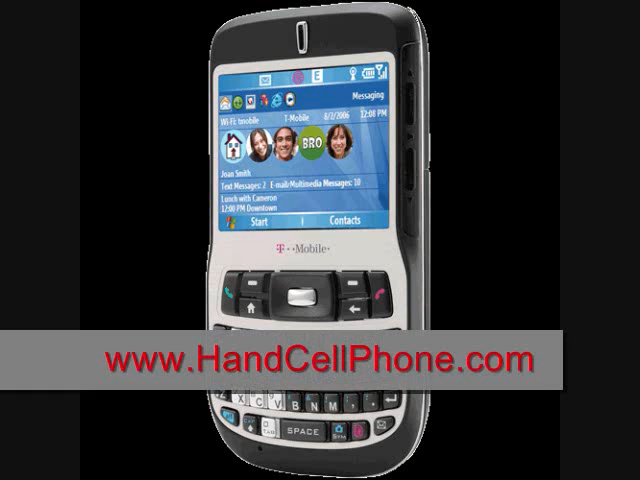 E
Messaging
Wi-Fi: tmobile T-Mobile 8/2/2006 12:08 PM
BRO
Joan Smith
Text Messages: 2 E-mail:Multimedia Messages: 10
Lunch with Cameron
12:00 PM Downtown
Start Contacts
T··Mobile·
www.HandCellPhone.com
Z X C V B N M , .
SPACE SYM